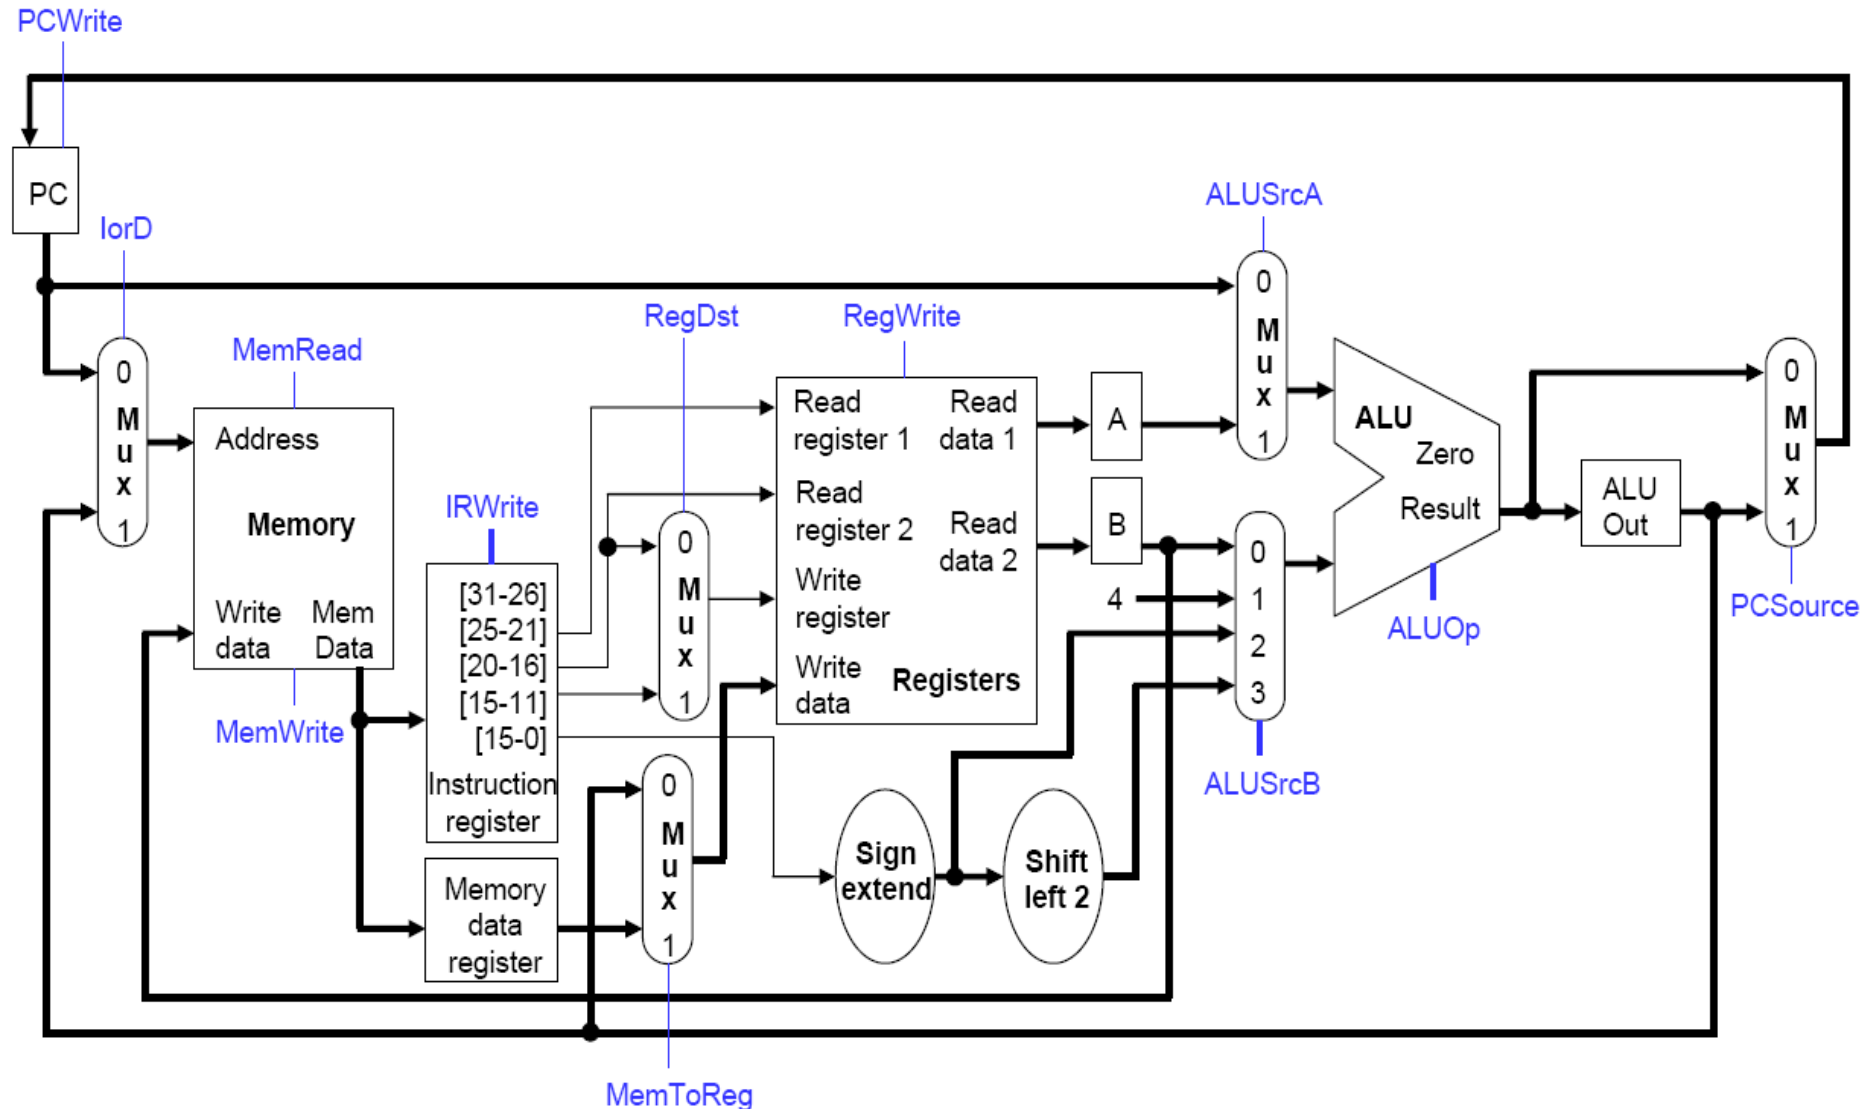 PCWrite
PC
IorD
0
M
u
x
1
MemRead
Address
Memory
Write
data
Mem
Data
MemWrite
IRWrite
[31-26]
[25-21]
[20-16]
[15-11]
[15-0]
Instruction
register
Memory
data
register
RegDst
0
M
u
x
1
0
M
u
x
1
MemToReg
RegWrite
Read
register 1
Read
data 1
Read
register 2
Read
data 2
Write
register
Write
data
Registers
Sign
extend
Shift
left 2
A
B
4
ALUSrcA
0
M
u
x
1
0
1
2
3
ALUSrcB
ALU
Zero
Result
ALUOp
ALU
Out
0
M
u
x
1
PCSource